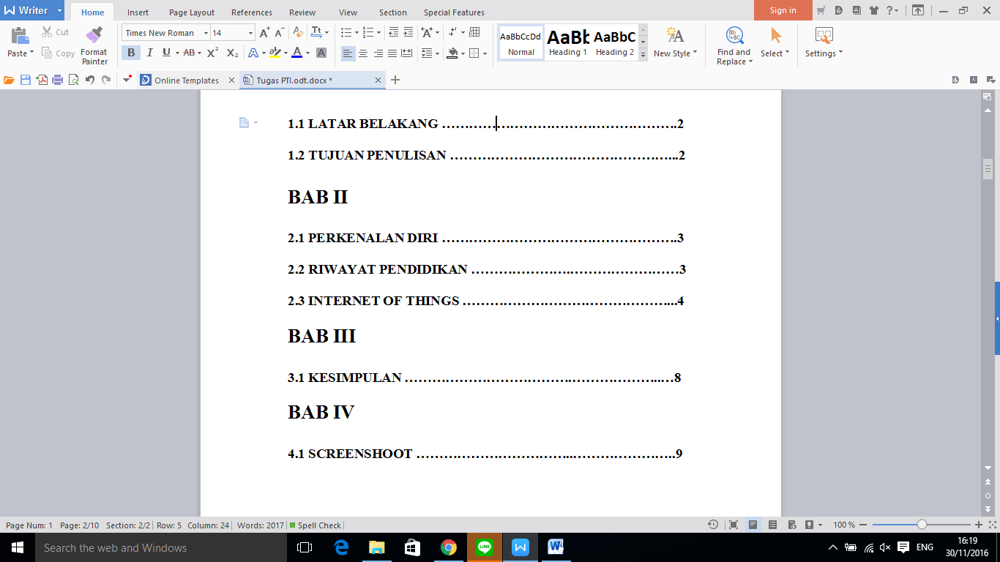 Writer Home Insert Page Layout References Review View Section Special Features Sign in
Times New Roman 14
Cut
Paste Copy Format Painter
B I U AB X² X₂ A
AaBbCcDd AaBb AaBbC
Normal Heading 1 Heading 2
New Style Find and Replace Select Settings
Online Templates Tugas PTI.odt.docx *
1.1 LATAR BELAKANG ………………………………………….2
1.2 TUJUAN PENULISAN ………………………………………...2
BAB II
2.1 PERKENALAN DIRI ………………………………………….3
2.2 RIWAYAT PENDIDIKAN ………………….…………………3
2.3 INTERNET OF THINGS ……………………………………...4
BAB III
3.1 KESIMPULAN …………………………….………………..…8
BAB IV
4.1 SCREENSHOOT …………………………...………………….9
Page Num: 1 Page: 2/10 Section: 2/2 Row: 5 Column: 24 Words: 2017 Spell Check 100 %
Search the web and Windows LINE ENG 16:19
30/11/2016